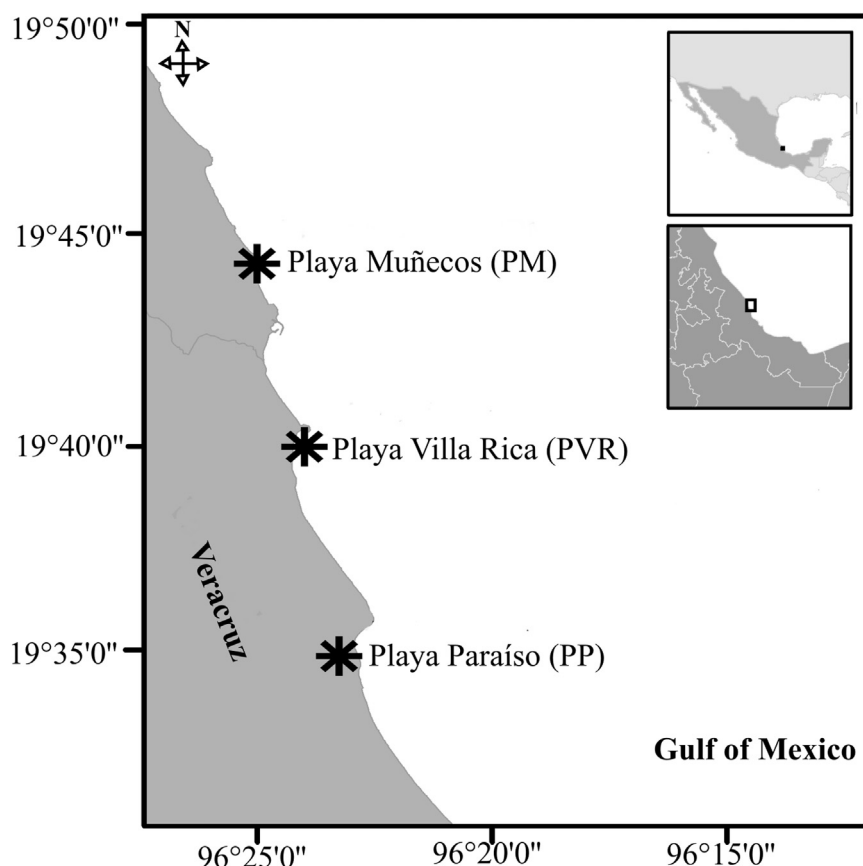 19°50'0"
N
19°45'0"
Playa Muñecos (PM)
19°40'0"
Playa Villa Rica (PVR)
Veracruz
19°35'0"
Playa Paraíso (PP)
Gulf of Mexico
96°25'0"
96°20'0"
96°15'0"